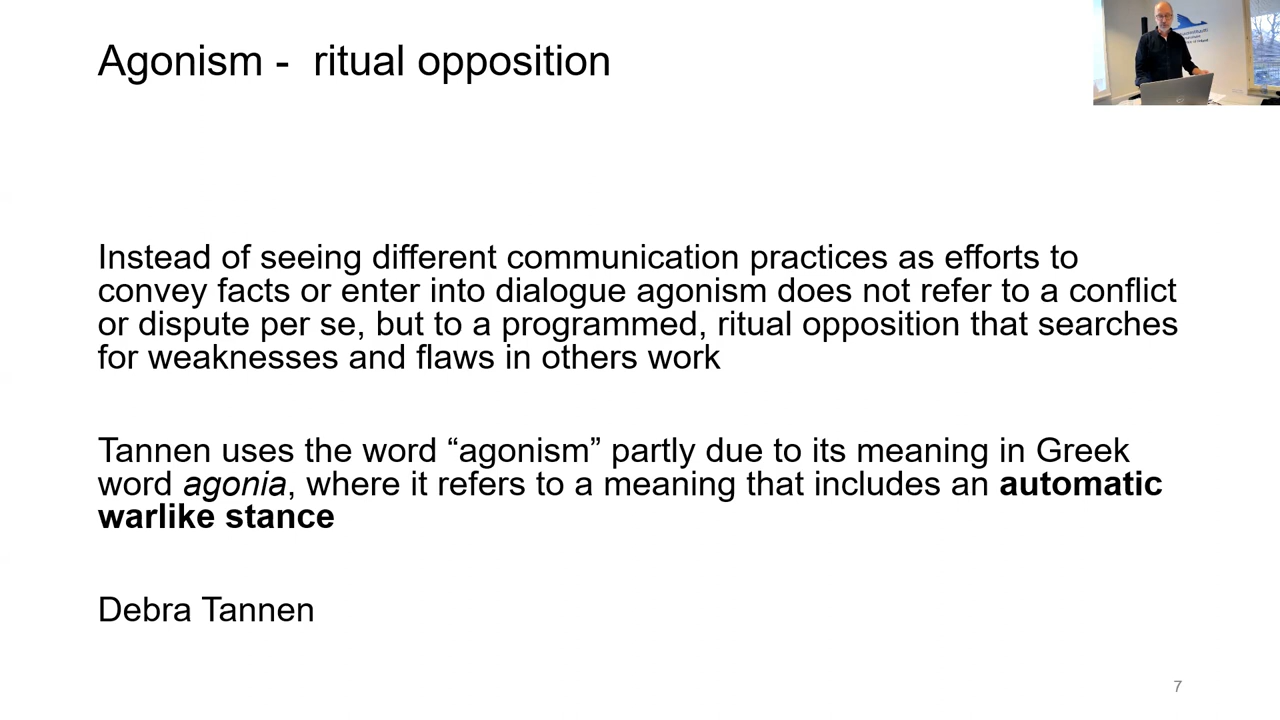 Agonism -  ritual opposition
Instead of seeing different communication practices as efforts to
convey facts or enter into dialogue agonism does not refer to a conflict
or dispute per se, but to a programmed, ritual opposition that searches
for weaknesses and flaws in others work
Tannen uses the word “agonism” partly due to its meaning in Greek
word agonia, where it refers to a meaning that includes an automatic
warlike stance
Debra Tannen
7